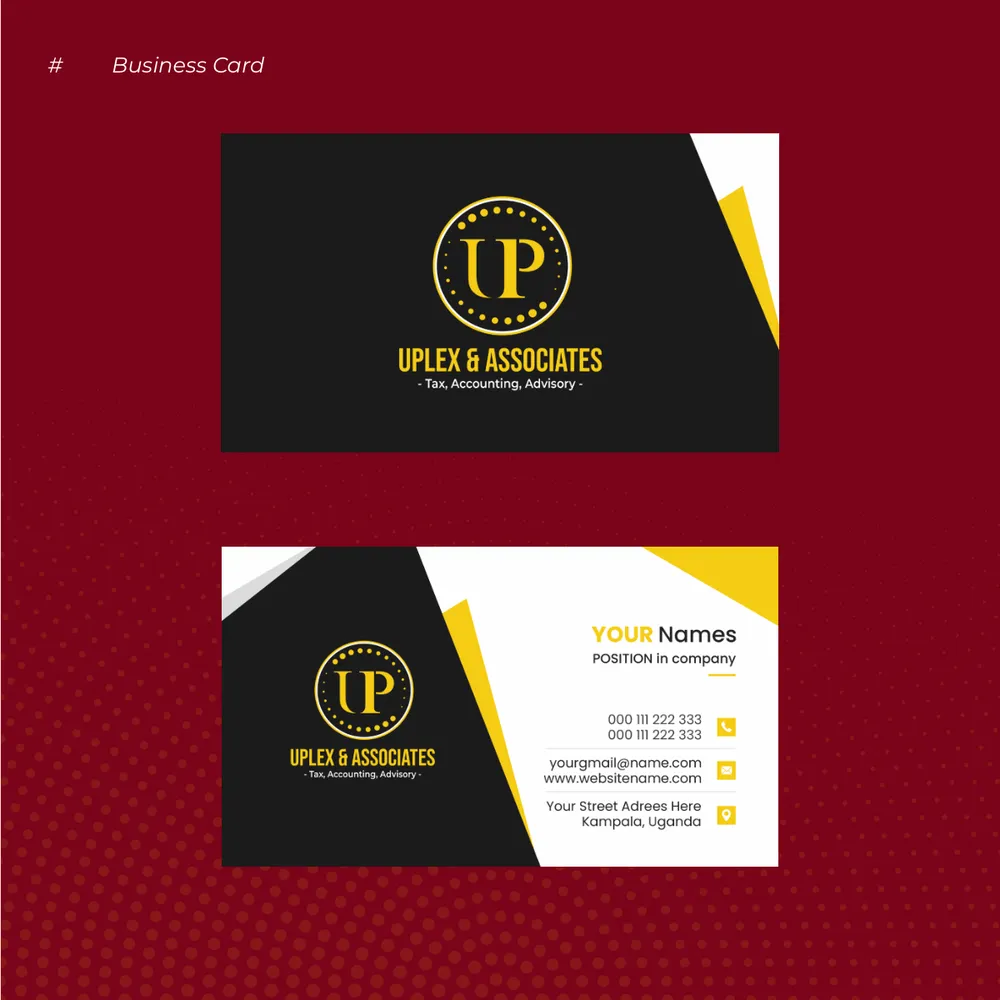 # Business Card
UP
UPLEX & ASSOCIATES
- Tax, Accounting, Advisory -
UP
UPLEX & ASSOCIATES
- Tax, Accounting, Advisory -
YOUR Names
POSITION in company
000 111 222 333
000 111 222 333
yourgmail@name.com
www.websitename.com
Your Street Adrees Here
Kampala, Uganda